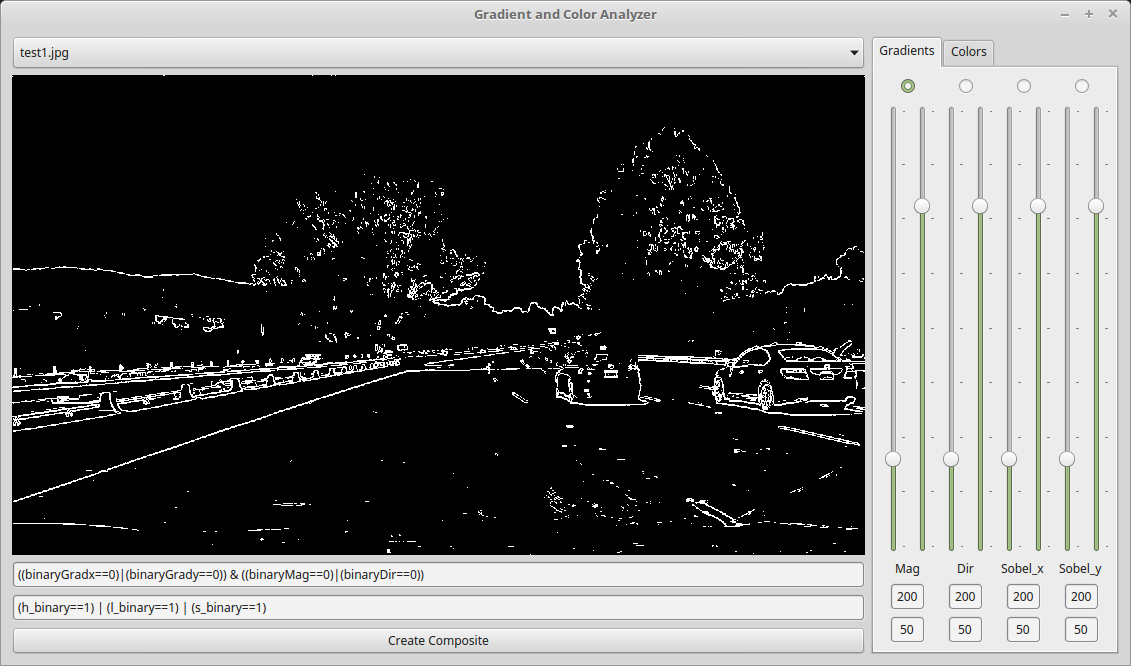 Gradient and Color Analyzer
test1.jpg
Gradients Colors
((binaryGradx==0)|(binaryGrady==0)) & ((binaryMag==0)|(binaryDir==0))
(h_binary==1) | (l_binary==1) | (s_binary==1)
Create Composite
Mag Dir Sobel_x Sobel_y
200 200 200 200
50 50 50 50